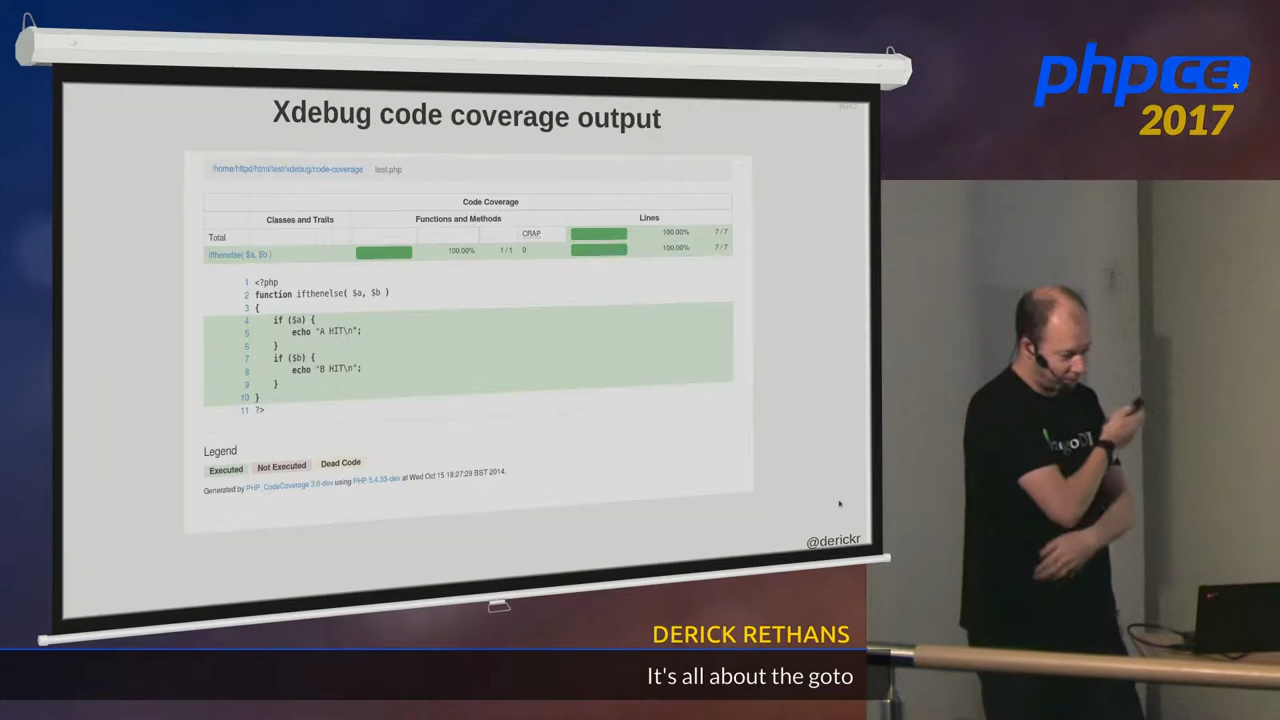 Xdebug code coverage output
/home/httpd/html/test/xdebug/code-coverage test.php
Code Coverage
Classes and Traits Functions and Methods Lines
Total CRAP 100.00% 7 / 7
ifthenelse( $a, $b ) 100.00% 1 / 1 0 100.00% 7 / 7
1 <?php
2 function ifthenelse( $a, $b )
3 {
4 if ($a) {
5 echo "A HIT\n";
6 }
7 if ($b) {
8 echo "B HIT\n";
9 }
10 }
11 ?>
Legend
Executed Not Executed Dead Code
Generated by PHP_CodeCoverage 3.0-dev using PHP 5.4.33-dev at Wed Oct 15 18:27:29 BST 2014.
@derickr
php CE
2017
DERICK RETHANS
It's all about the goto